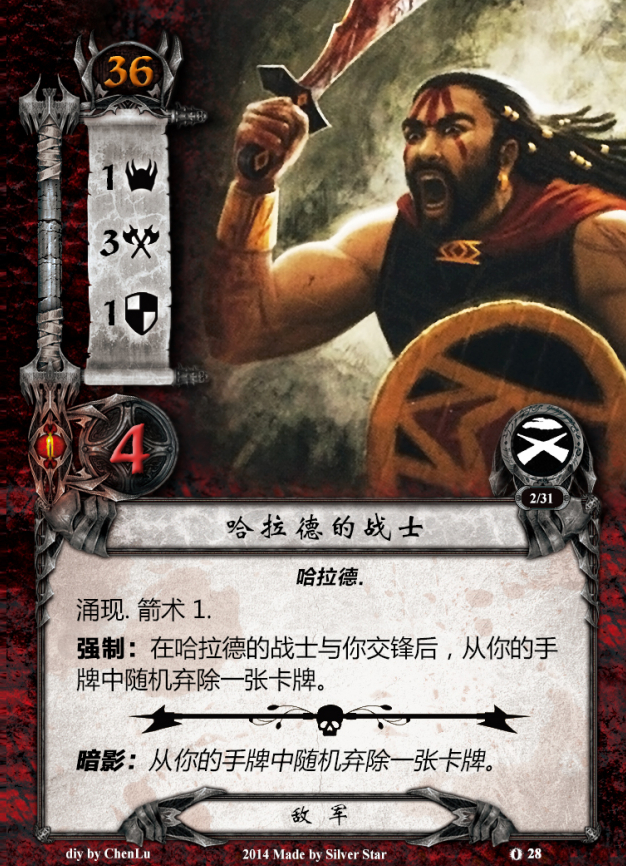 36
1
3
1
4
2/31
哈拉德的战士
哈拉德.
涌现. 箭术 1.
强制：在哈拉德的战士与你交锋后，从你的手
牌中随机弃除一张卡牌。
暗影：从你的手牌中随机弃除一张卡牌。
敌军
diy by ChenLu
2014 Made by Silver Star
28